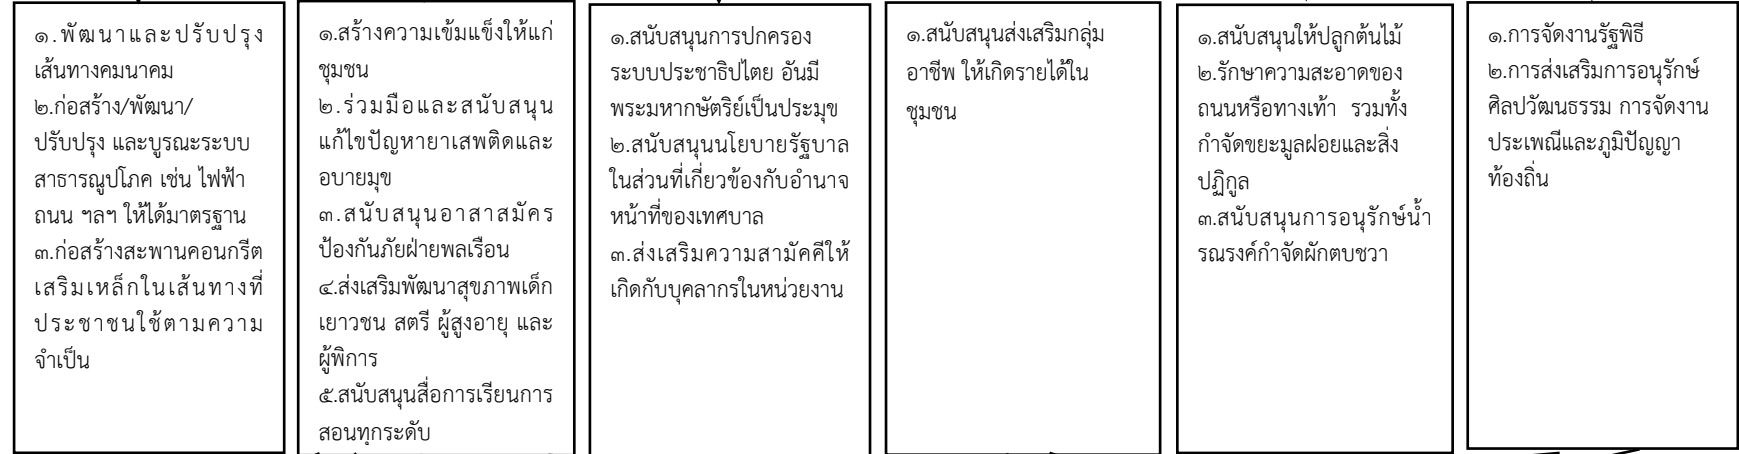 ๑.พัฒนาและปรับปรุง
เส้นทางคมนาคม
๒.ก่อสร้าง/พัฒนา/
ปรับปรุง และบูรณะระบบ
สาธารณูปโภค เช่น ไฟฟ้า
ถนน ฯลฯ ให้ได้มาตรฐาน
๓.ก่อสร้างสะพานคอนกรีต
เสริมเหล็กในเส้นทางที่
ประชาชนใช้ตามความ
จำเป็น
๑.สร้างความเข้มแข็งให้แก่
ชุมชน
๒.ร่วมมือและสนับสนุน
แก้ไขปัญหายาเสพติดและ
อบายมุข
๓.สนับสนุนอาสาสมัคร
ป้องกันภัยฝ่ายพลเรือน
๔.ส่งเสริมพัฒนาสุขภาพเด็ก
เยาวชน สตรี ผู้สูงอายุ และ
ผู้พิการ
๕.สนับสนุนสื่อการเรียนการ
สอนทุกระดับ
๑.สนับสนุนการปกครอง
ระบบประชาธิปไตย อันมี
พระมหากษัตริย์เป็นประมุข
๒.สนับสนุนนโยบายรัฐบาล
ในส่วนที่เกี่ยวข้องกับอำนาจ
หน้าที่ของเทศบาล
๓.ส่งเสริมความสามัคคีให้
เกิดกับบุคลากรในหน่วยงาน
๑.สนับสนุนส่งเสริมกลุ่ม
อาชีพ ให้เกิดรายได้ใน
ชุมชน
๑.สนับสนุนให้ปลูกต้นไม้
๒.รักษาความสะอาดของ
ถนนหรือทางเท้า รวมทั้ง
กำจัดขยะมูลฝอยและสิ่ง
ปฏิกูล
๓.สนับสนุนการอนุรักษ์น้ำ
รณรงค์กำจัดผักตบชวา
๑.การจัดงานรัฐพิธี
๒.การส่งเสริมการอนุรักษ์
ศิลปวัฒนธรรม การจัดงาน
ประเพณีและภูมิปัญญา
ท้องถิ่น